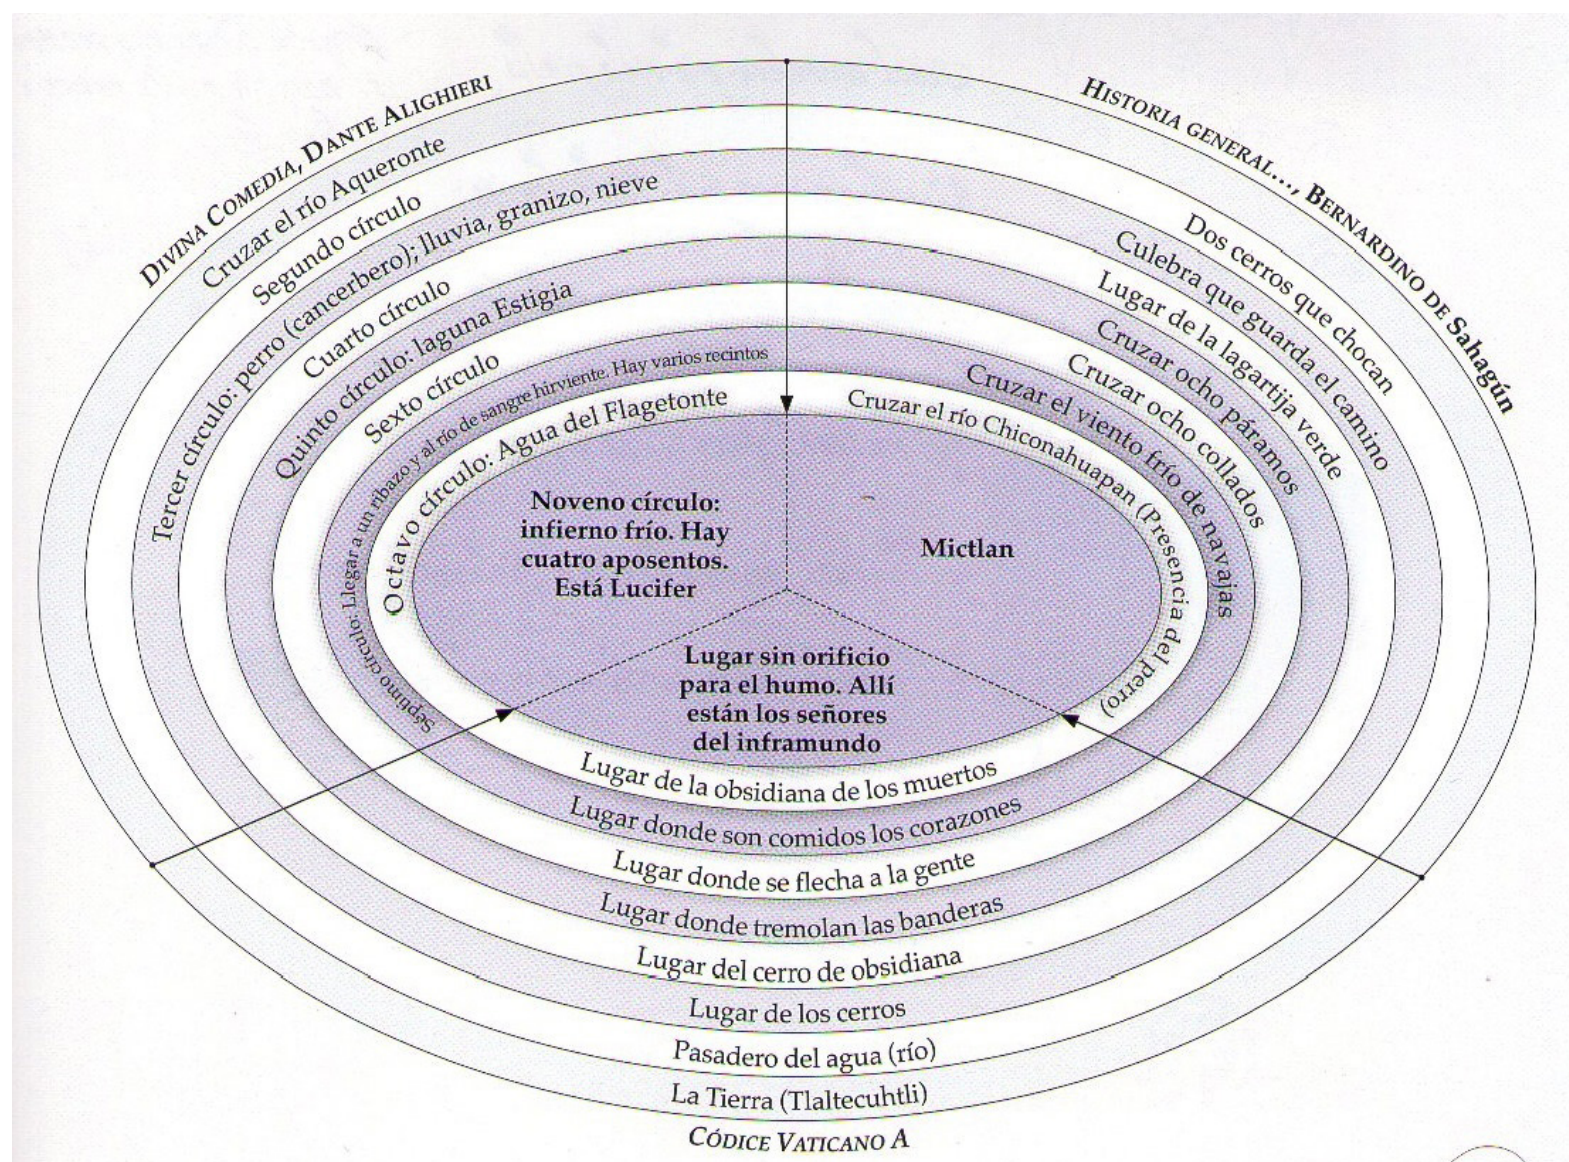 DIVINA COMEDIA, DANTE ALIGHIERI
Cruzar el río Aqueronte
Segundo círculo
Tercer círculo: perro (cancerbero); lluvia, granizo, nieve
Cuarto círculo
Quinto círculo: laguna Estigia
Sexto círculo
Séptimo círculo: Llegar a un ribazo y al río de sangre hirviente. Hay varios recintos
Octavo círculo: Agua del Flagetonte
Noveno círculo:
infierno frío. Hay
cuatro aposentos.
Está Lucifer
HISTORIA GENERAL..., BERNARDINO DE Sahagún
Dos cerros que chocan
Culebra que guarda el camino
Lugar de la lagartija verde
Cruzar ocho páramos
Cruzar ocho collados
Cruzar el viento frío de navajas
Cruzar el río Chiconahuapan (Presencia del perro)
Mictlan
Lugar sin orificio
para el humo. Allí
están los señores
del inframundo
Lugar de la obsidiana de los muertos
Lugar donde son comidos los corazones
Lugar donde se flecha a la gente
Lugar donde tremolan las banderas
Lugar del cerro de obsidiana
Lugar de los cerros
Pasadero del agua (río)
La Tierra (Tlaltecuhtli)
CÓDICE VATICANO A